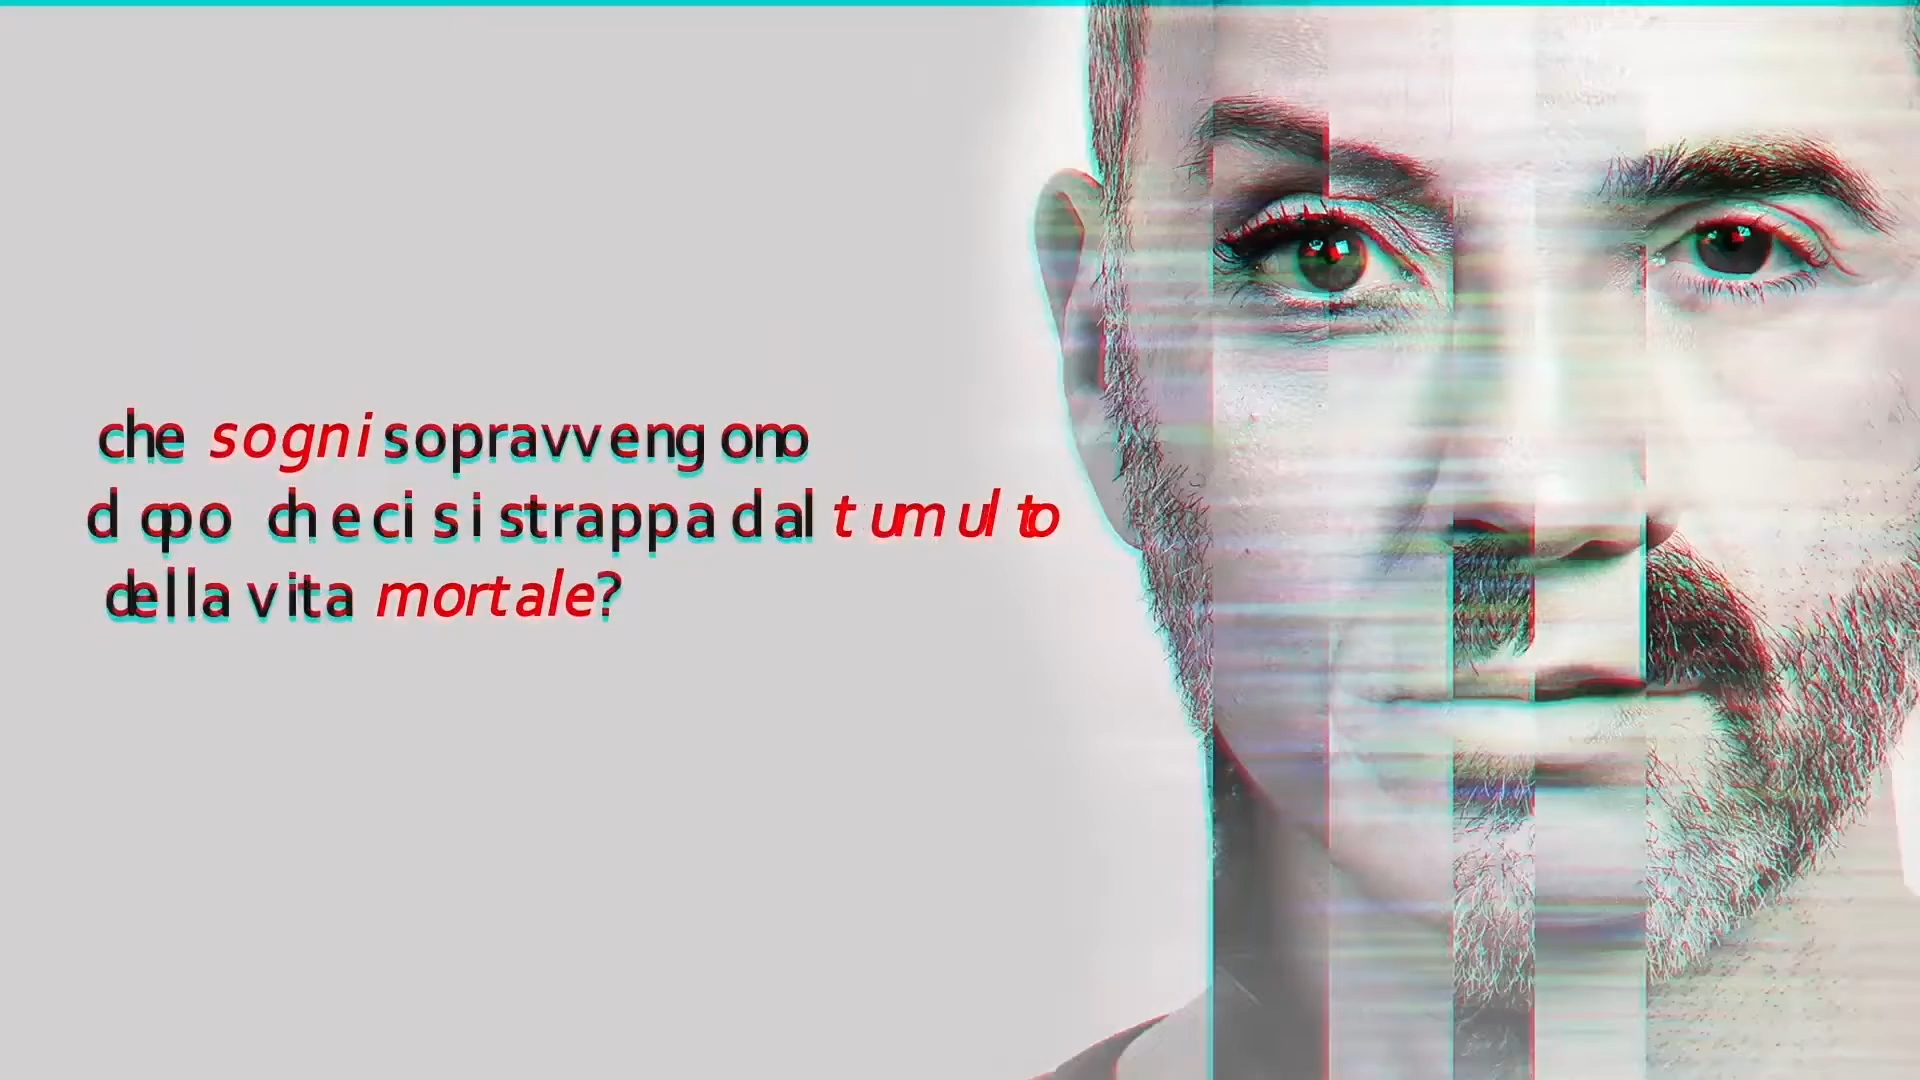 che sogni sopravvengono
dopo che ci si strappa dal tumulto
della vita mortale?